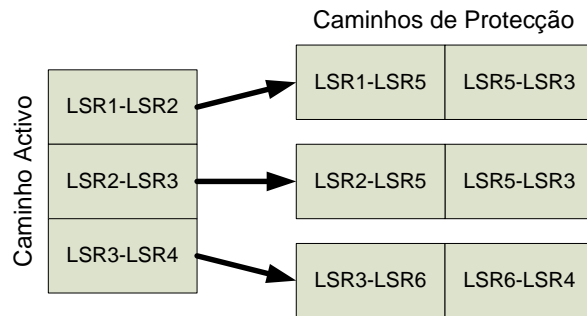 Caminhos de Protecção
Caminho Activo
LSR1-LSR2
LSR1-LSR5
LSR5-LSR3
LSR2-LSR3
LSR2-LSR5
LSR5-LSR3
LSR3-LSR4
LSR3-LSR6
LSR6-LSR4